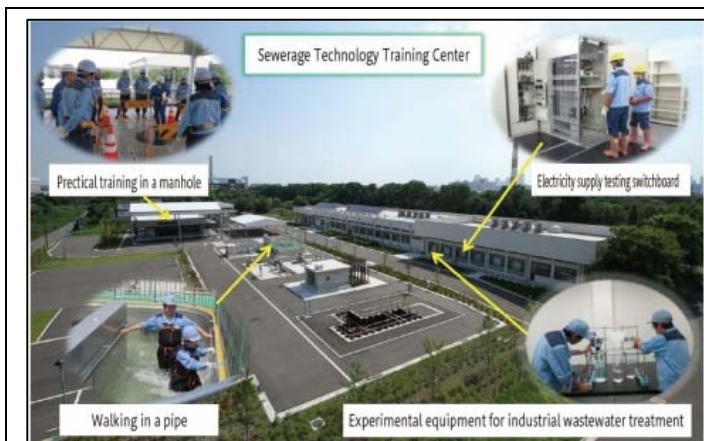 Sewerage Technology Training Center
Prectical training in a manhole
Electricity supply testing switchboard
Walking in a pipe
Experimental equipment for industrial wastewater treatment